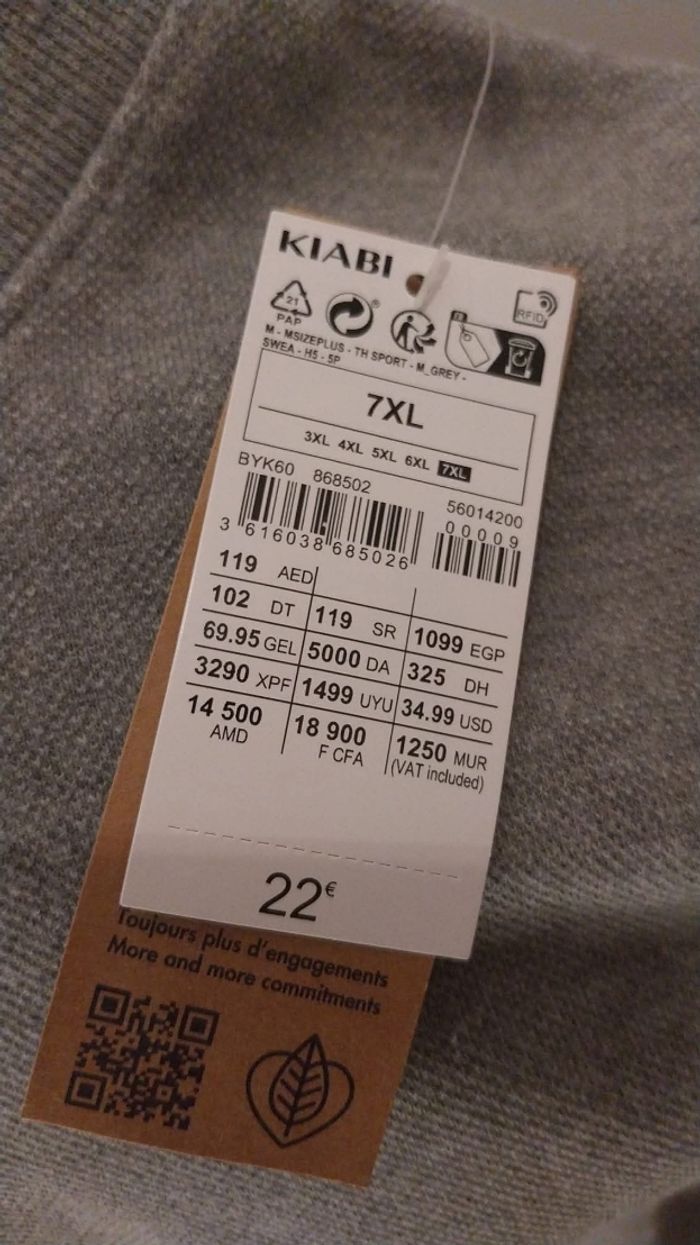 KIABI
21
PAP
®
FR
RFID
M - MSIZEPLUS - TH SPORT - M_GREY -
SWEA - H5 - 5P
7XL
3XL 4XL 5XL 6XL 7XL
BYK60 868502
56014200
00009
3 616038 685026
119 AED
102 DT 119 SR 1099 EGP
69.95 GEL 5000 DA 325 DH
3290 XPF 1499 UYU 34.99 USD
14 500 AMD 18 900 F CFA 1250 MUR
(VAT included)
22€
Toujours plus d'engagements
More and more commitments